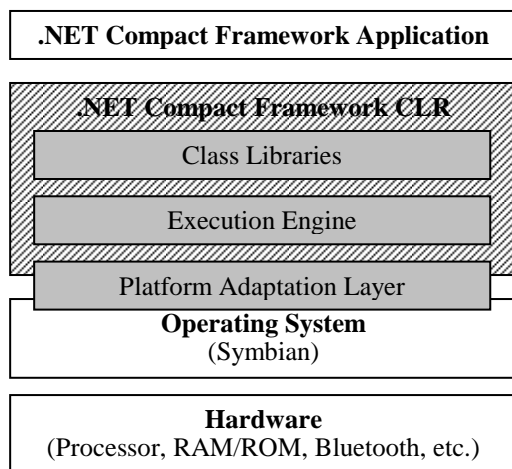 .NET Compact Framework Application
.NET Compact Framework CLR
Class Libraries
Execution Engine
Platform Adaptation Layer
Operating System
(Symbian)
Hardware
(Processor, RAM/ROM, Bluetooth, etc.)